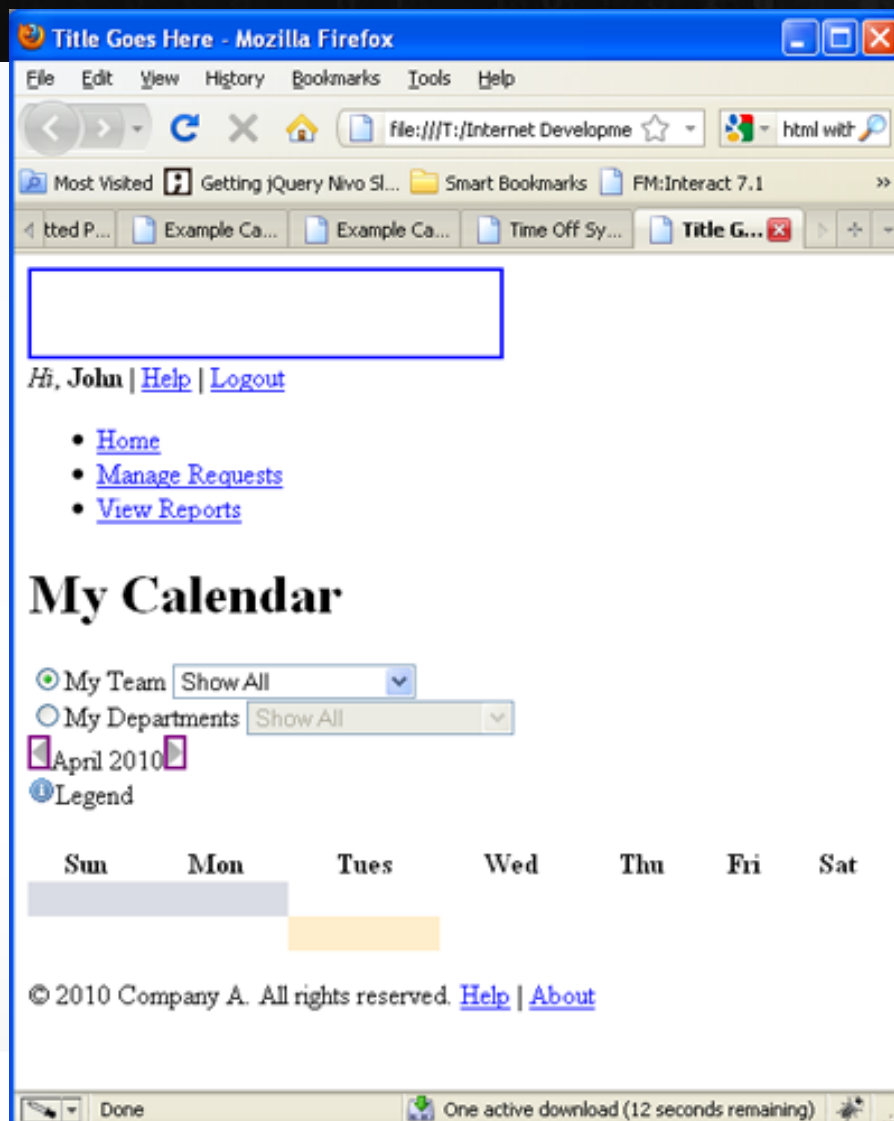 Title Goes Here - Mozilla Firefox
File Edit View History Bookmarks Tools Help
file:///T:/Internet Developme html with
Most Visited Getting jQuery Nivo Sl... Smart Bookmarks FM:Interact 7.1 »
tted P... Example Ca... Example Ca... Time Off Sy... Title G...
Hi, John | Help | Logout
• Home
• Manage Requests
• View Reports
My Calendar
My Team Show All
My Departments Show All
April 2010
Legend
Sun Mon Tues Wed Thu Fri Sat
© 2010 Company A. All rights reserved. Help | About
Done One active download (12 seconds remaining)